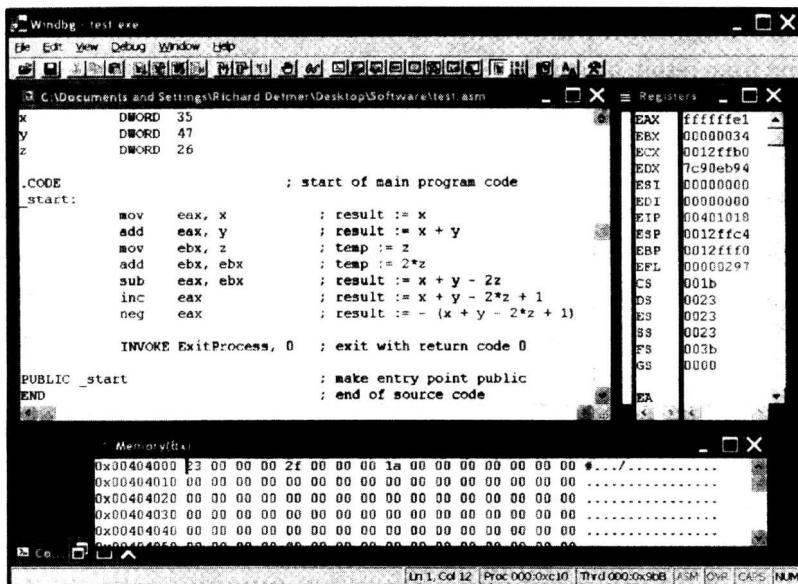 Windbg - test.exe
File Edit View Debug Window Help
C:\Documents and Settings\Richard Detmer\Desktop\Software\test.asm
x DWORD 35
y DWORD 47
z DWORD 26
.CODE ; start of main program code
_start:
mov eax, x ; result := x
add eax, y ; result := x + y
mov ebx, z ; temp := z
add ebx, ebx ; temp := 2*z
sub eax, ebx ; result := x + y - 2z
inc eax ; result := x + y - 2*z + 1
neg eax ; result := - (x + y - 2*z + 1)
INVOKE ExitProcess, 0 ; exit with return code 0
PUBLIC _start ; make entry point public
END ; end of source code
Registers
EAX ffffffe1
EBX 00000034
ECX 0012ffb0
EDX 7c90eb94
ESI 00000000
EDI 00000000
EIP 00401018
ESP 0012ffc4
EBP 0012fff0
EFL 00000297
CS 001b
DS 0023
ES 0023
SS 0023
FS 003b
GS 0000
EA
Memory(Btx)
0x00404000 23 00 00 00 2f 00 00 00 1a 00 00 00 00 00 00 00 #.../...........
0x00404010 00 00 00 00 00 00 00 00 00 00 00 00 00 00 00 00 ................
0x00404020 00 00 00 00 00 00 00 00 00 00 00 00 00 00 00 00 ................
0x00404030 00 00 00 00 00 00 00 00 00 00 00 00 00 00 00 00 ................
0x00404040 00 00 00 00 00 00 00 00 00 00 00 00 00 00 00 00 ................
Co...
Ln 1, Col 12 Proc 000:0xc10 Thrd 000:0x9B8 ASM OVR CAPS NUM